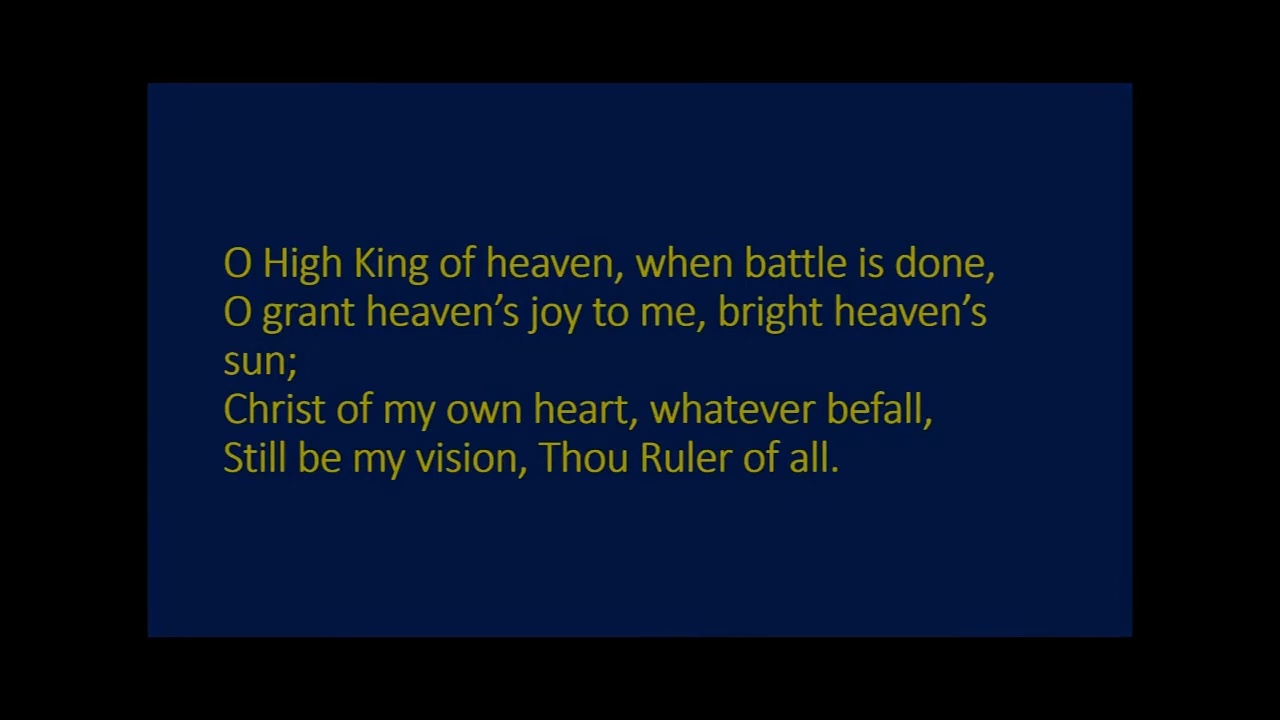 O High King of heaven, when battle is done,
O grant heaven’s joy to me, bright heaven’s
sun;
Christ of my own heart, whatever befall,
Still be my vision, Thou Ruler of all.